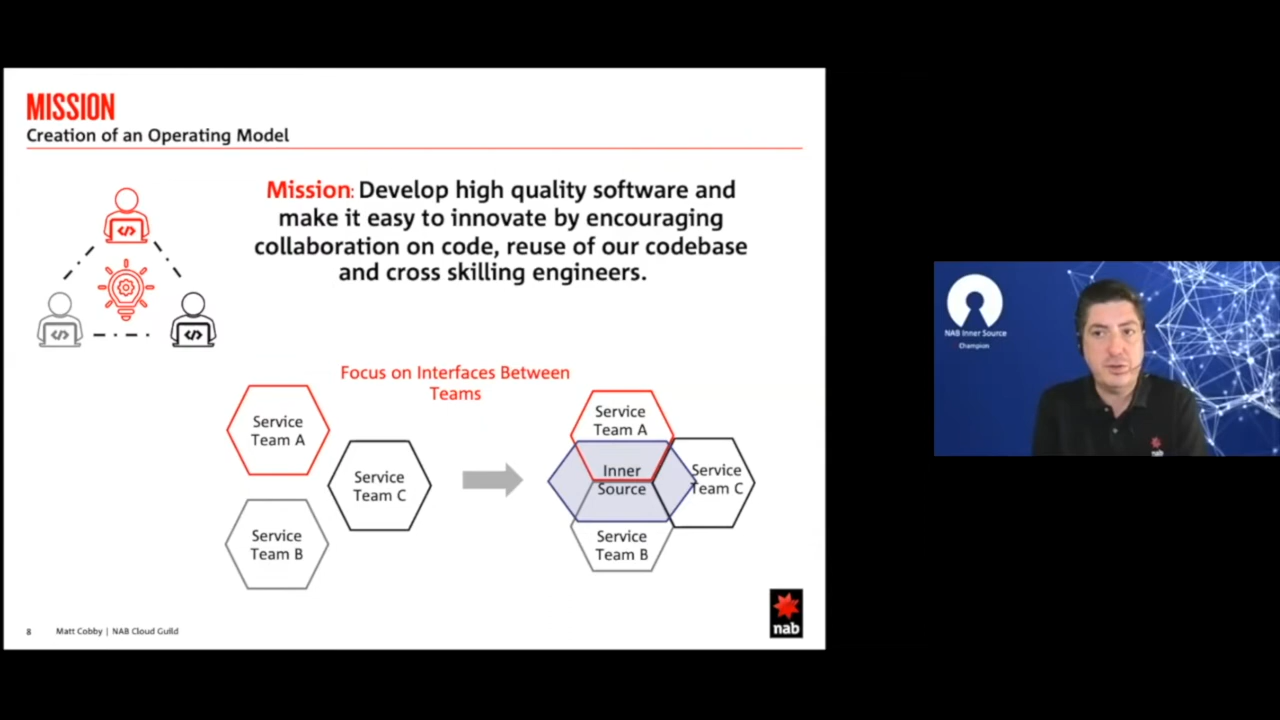 MISSION
Creation of an Operating Model
Mission: Develop high quality software and
make it easy to innovate by encouraging
collaboration on code, reuse of our codebase
and cross skilling engineers.
</>
</>
</>
Focus on Interfaces Between
Teams
Service
Team A
Service
Team C
Service
Team B
Service
Team A
Inner
Source
Service
Team C
Service
Team B
8
Matt Cobby | NAB Cloud Guild
nab
NAB Inner Source
Champion
nab